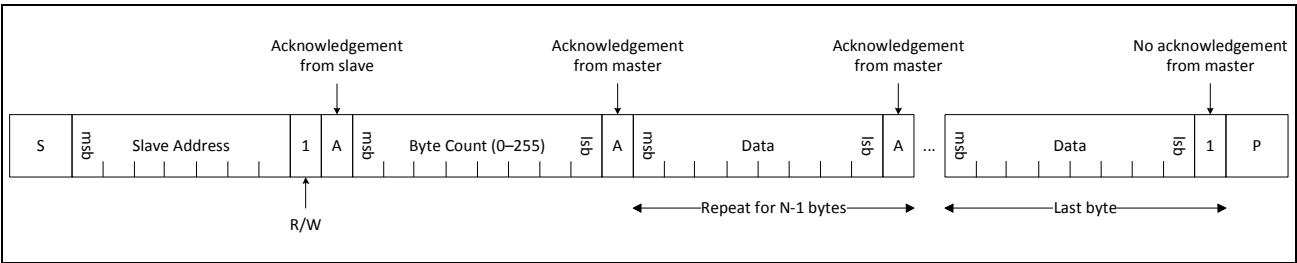 Acknowledgement
from slave
Acknowledgement
from master
Acknowledgement
from master
No acknowledgement
from master
S msb Slave Address 1 A msb Byte Count (0–255) lsb A msb Data lsb A ... msb Data lsb 1 P
R/W
Repeat for N-1 bytes
Last byte